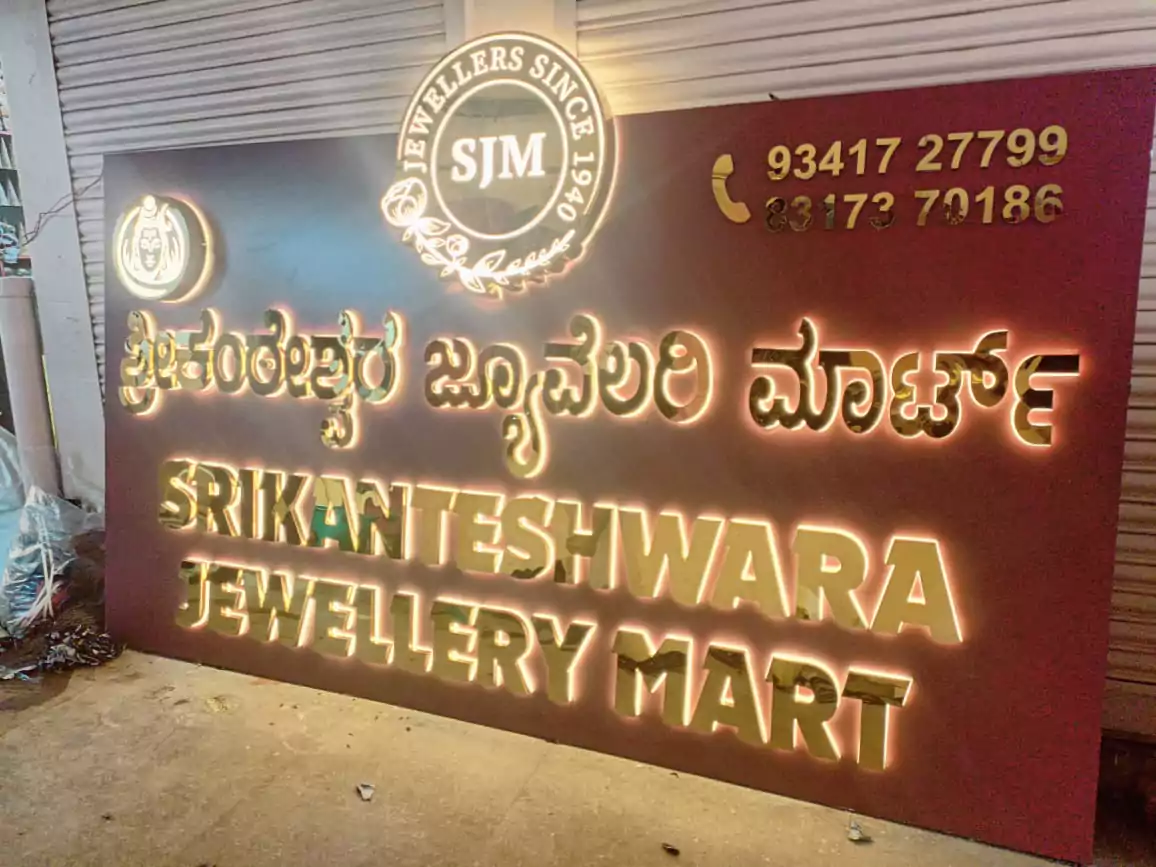 JEWELLERS SINCE 1940
SJM
93417 27799
83173 70186
ಶ್ರೀಕಂಠೇಶ್ವರ ಜ್ಯೂವೆಲರಿ ಮಾರ್ಟ್
SRIKANTESHWARA
JEWELLERY MART